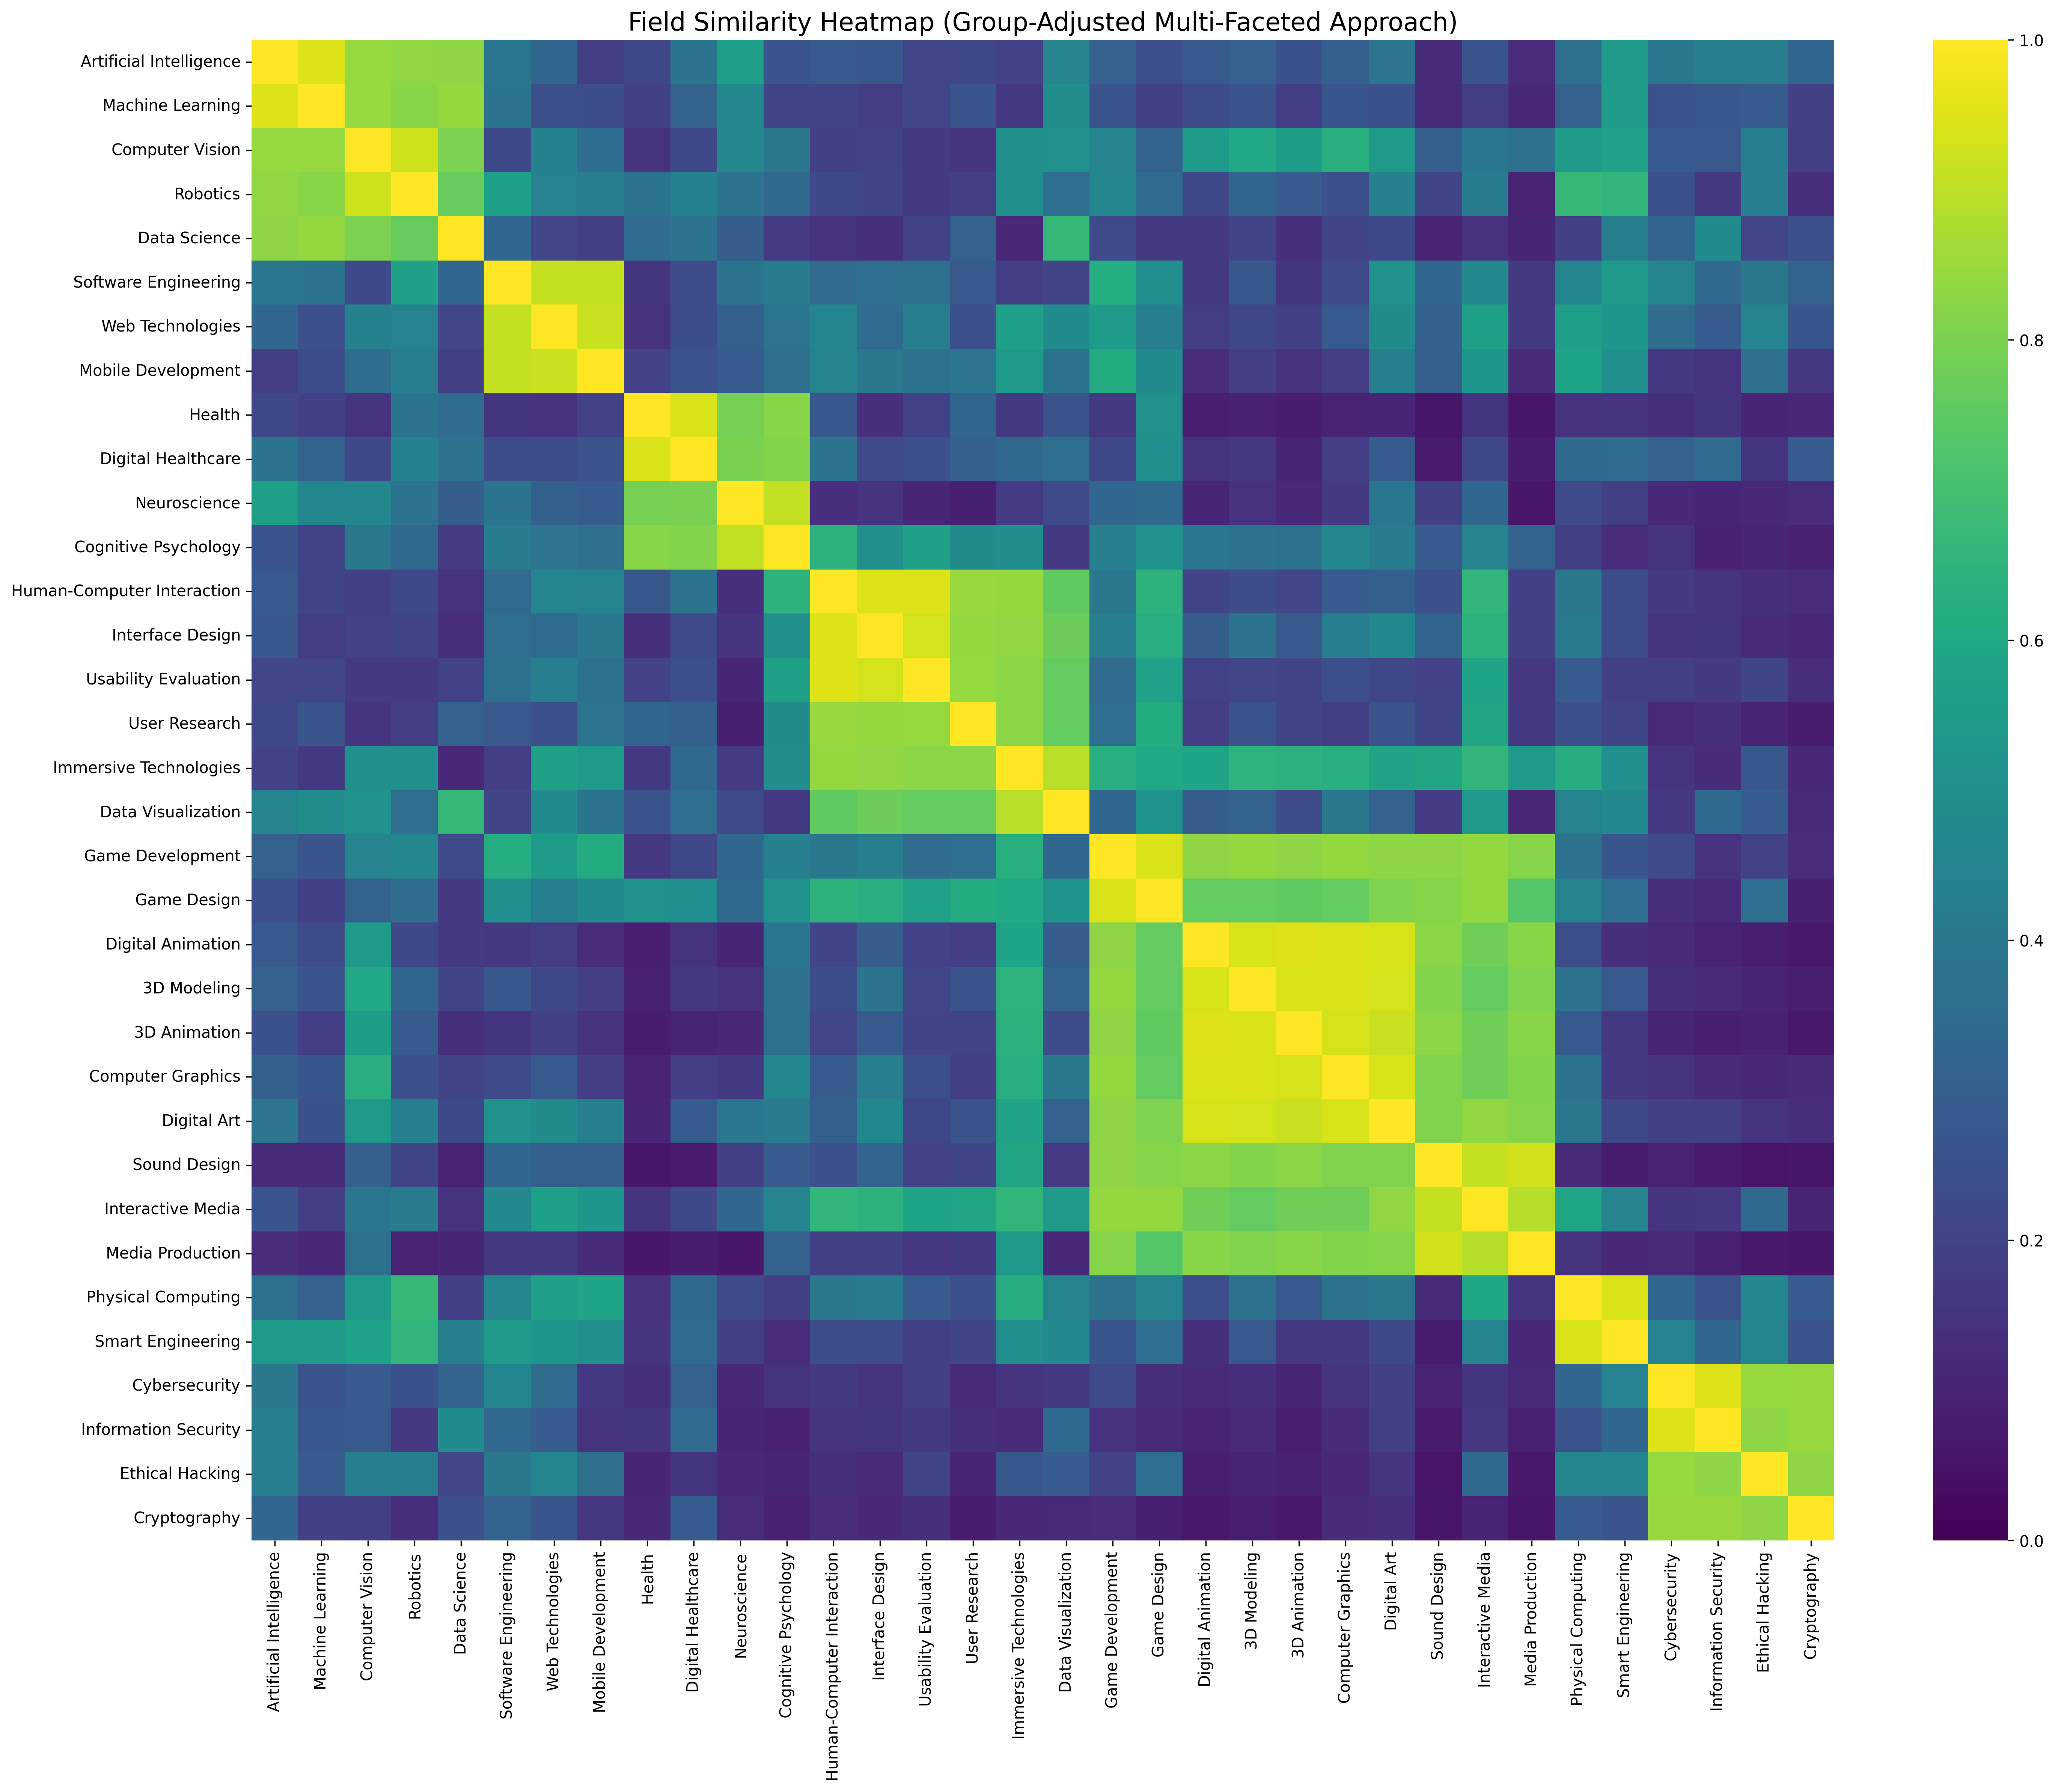 Field Similarity Heatmap (Group-Adjusted Multi-Faceted Approach)
Artificial Intelligence
Machine Learning
Computer Vision
Robotics
Data Science
Software Engineering
Web Technologies
Mobile Development
Health
Digital Healthcare
Neuroscience
Cognitive Psychology
Human-Computer Interaction
Interface Design
Usability Evaluation
User Research
Immersive Technologies
Data Visualization
Game Development
Game Design
Digital Animation
3D Modeling
3D Animation
Computer Graphics
Digital Art
Sound Design
Interactive Media
Media Production
Physical Computing
Smart Engineering
Cybersecurity
Information Security
Ethical Hacking
Cryptography
Artificial Intelligence
Machine Learning
Computer Vision
Robotics
Data Science
Software Engineering
Web Technologies
Mobile Development
Health
Digital Healthcare
Neuroscience
Cognitive Psychology
Human-Computer Interaction
Interface Design
Usability Evaluation
User Research
Immersive Technologies
Data Visualization
Game Development
Game Design
Digital Animation
3D Modeling
3D Animation
Computer Graphics
Digital Art
Sound Design
Interactive Media
Media Production
Physical Computing
Smart Engineering
Cybersecurity
Information Security
Ethical Hacking
Cryptography
1.0
0.8
0.6
0.4
0.2
0.0